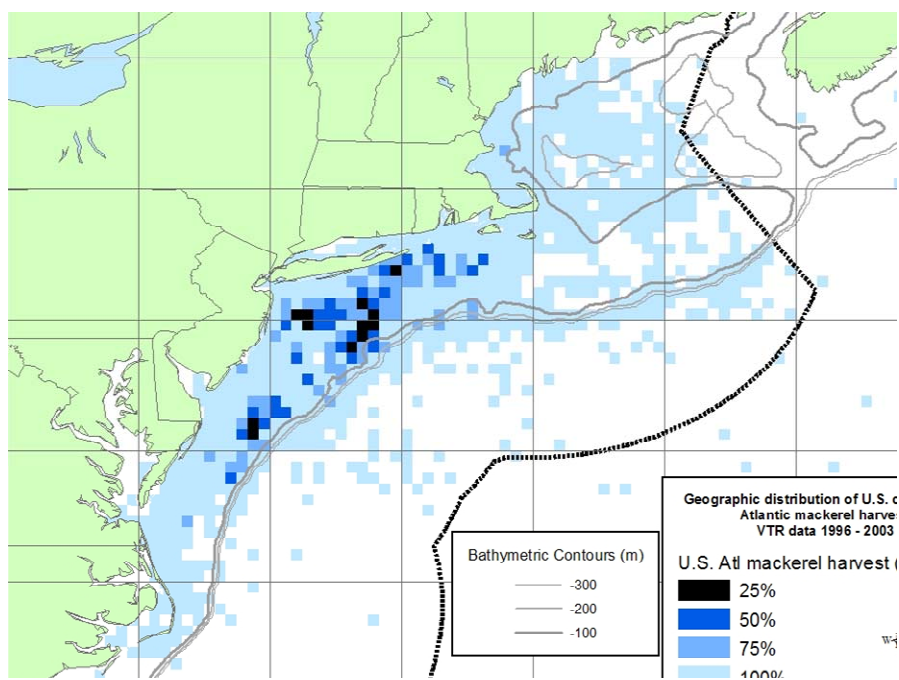 Geographic distribution of U.S.
Atlantic mackerel
VTR data 1996 - 2003
Bathymetric Contours (m)
-300
-200
-100
U.S. Atl mackerel harvest (
25%
50%
75%
100%
W